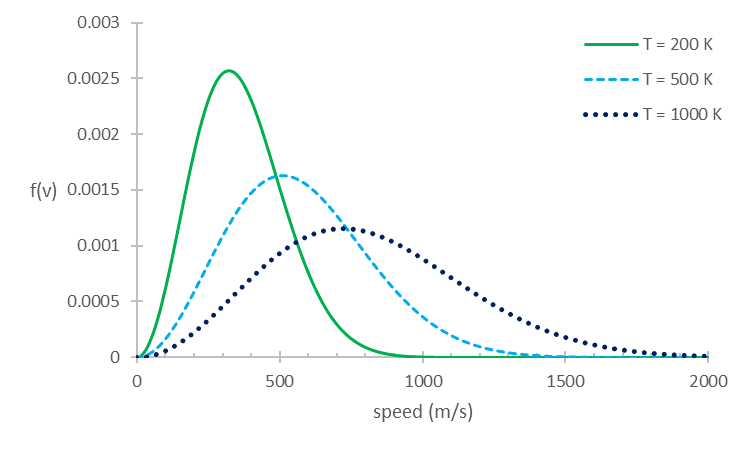 0.003
T = 200 K
0.0025
T = 500 K
T = 1000 K
0.002
f(v)
0.0015
0.001
0.0005
0
0 500 1000 1500 2000
speed (m/s)